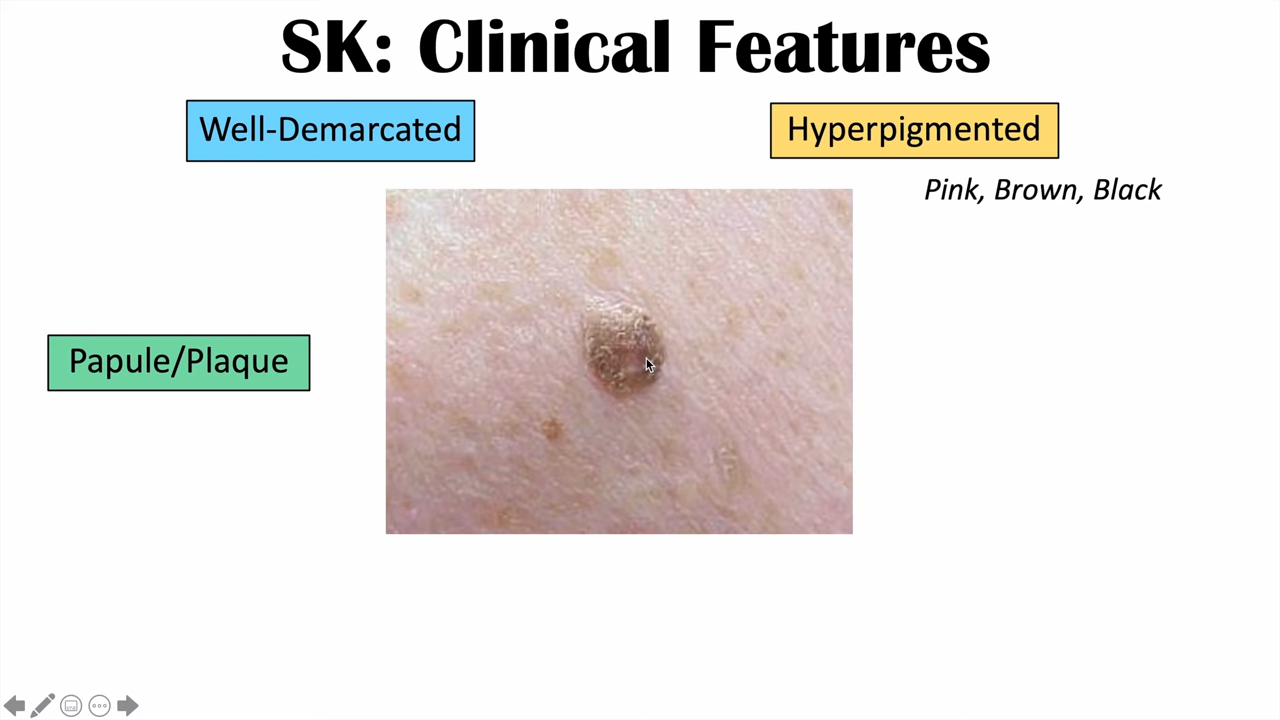 SK: Clinical Features
Well-Demarcated
Hyperpigmented
Pink, Brown, Black
Papule/Plaque